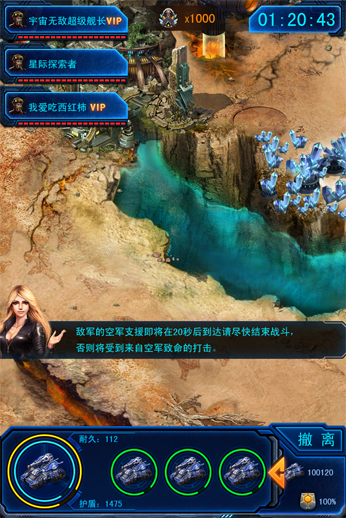 宇宙无敌超级舰长VIP
x1000
01:20:43
星际探索者
我爱吃西红柿 VIP
敌军的空军支援即将在20秒后到达请尽快结束战斗,
否则将受到来自空军致命的打击。
耐久：112
撤 离
100120
护盾：1475
100%